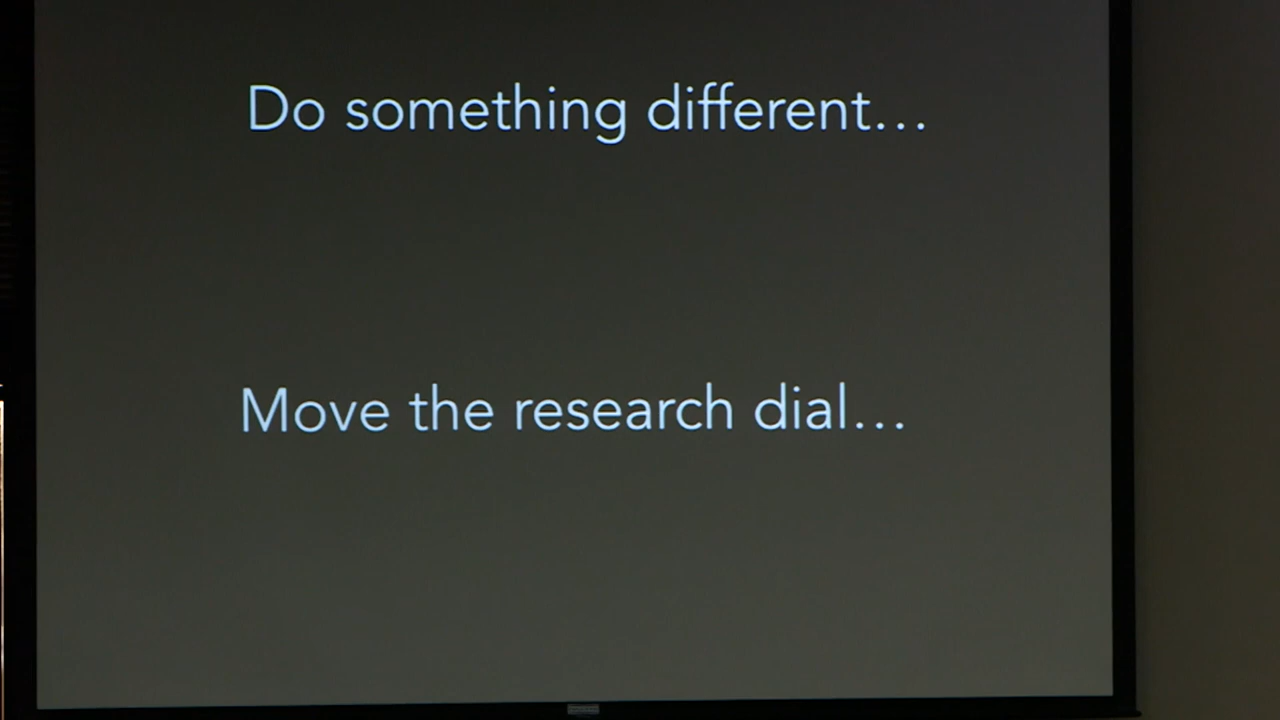 Do something different…
Move the research dial…